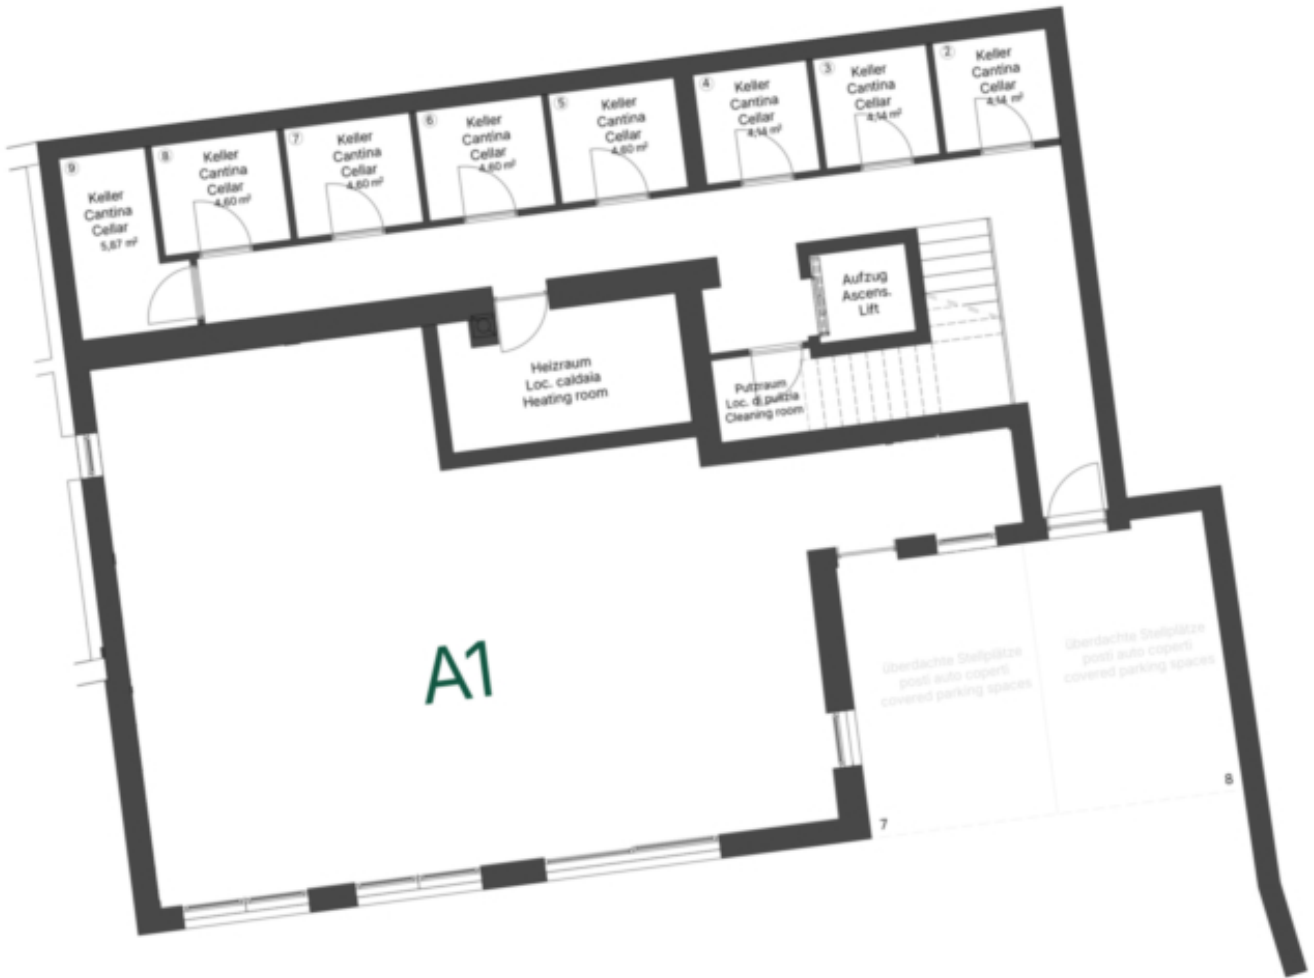 ②
Keller
Cantina
Cellar
4,14 m²
③
Keller
Cantina
Cellar
4,14 m²
④
Keller
Cantina
Cellar
4,14 m²
⑤
Keller
Cantina
Cellar
4,60 m²
⑥
Keller
Cantina
Cellar
4,60 m²
⑦
Keller
Cantina
Cellar
4,60 m²
⑧
Keller
Cantina
Cellar
4,60 m²
⑨
Keller
Cantina
Cellar
5,87 m²
Aufzug
Ascens.
Lift
Heizraum
Loc. caldaia
Heating room
Putzraum
Loc. di pulizia
Cleaning room
A1
überdachte Stellplätze
posti auto coperti
covered parking spaces
überdachte Stellplätze
posti auto coperti
covered parking spaces
7
8